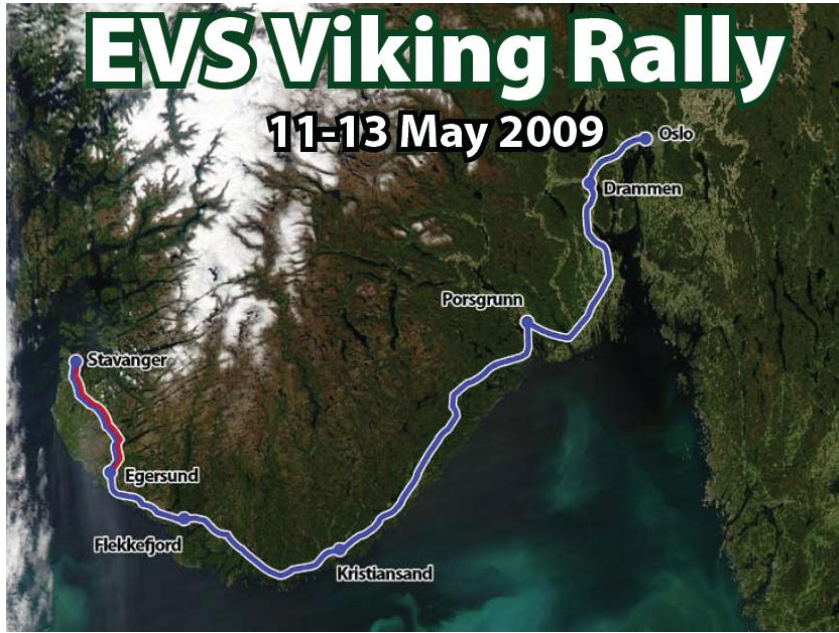 EVS Viking Rally
11-13 May 2009
Oslo
Drammen
Porsgrunn
Stavanger
Egersund
Flekkefjord
Kristiansand